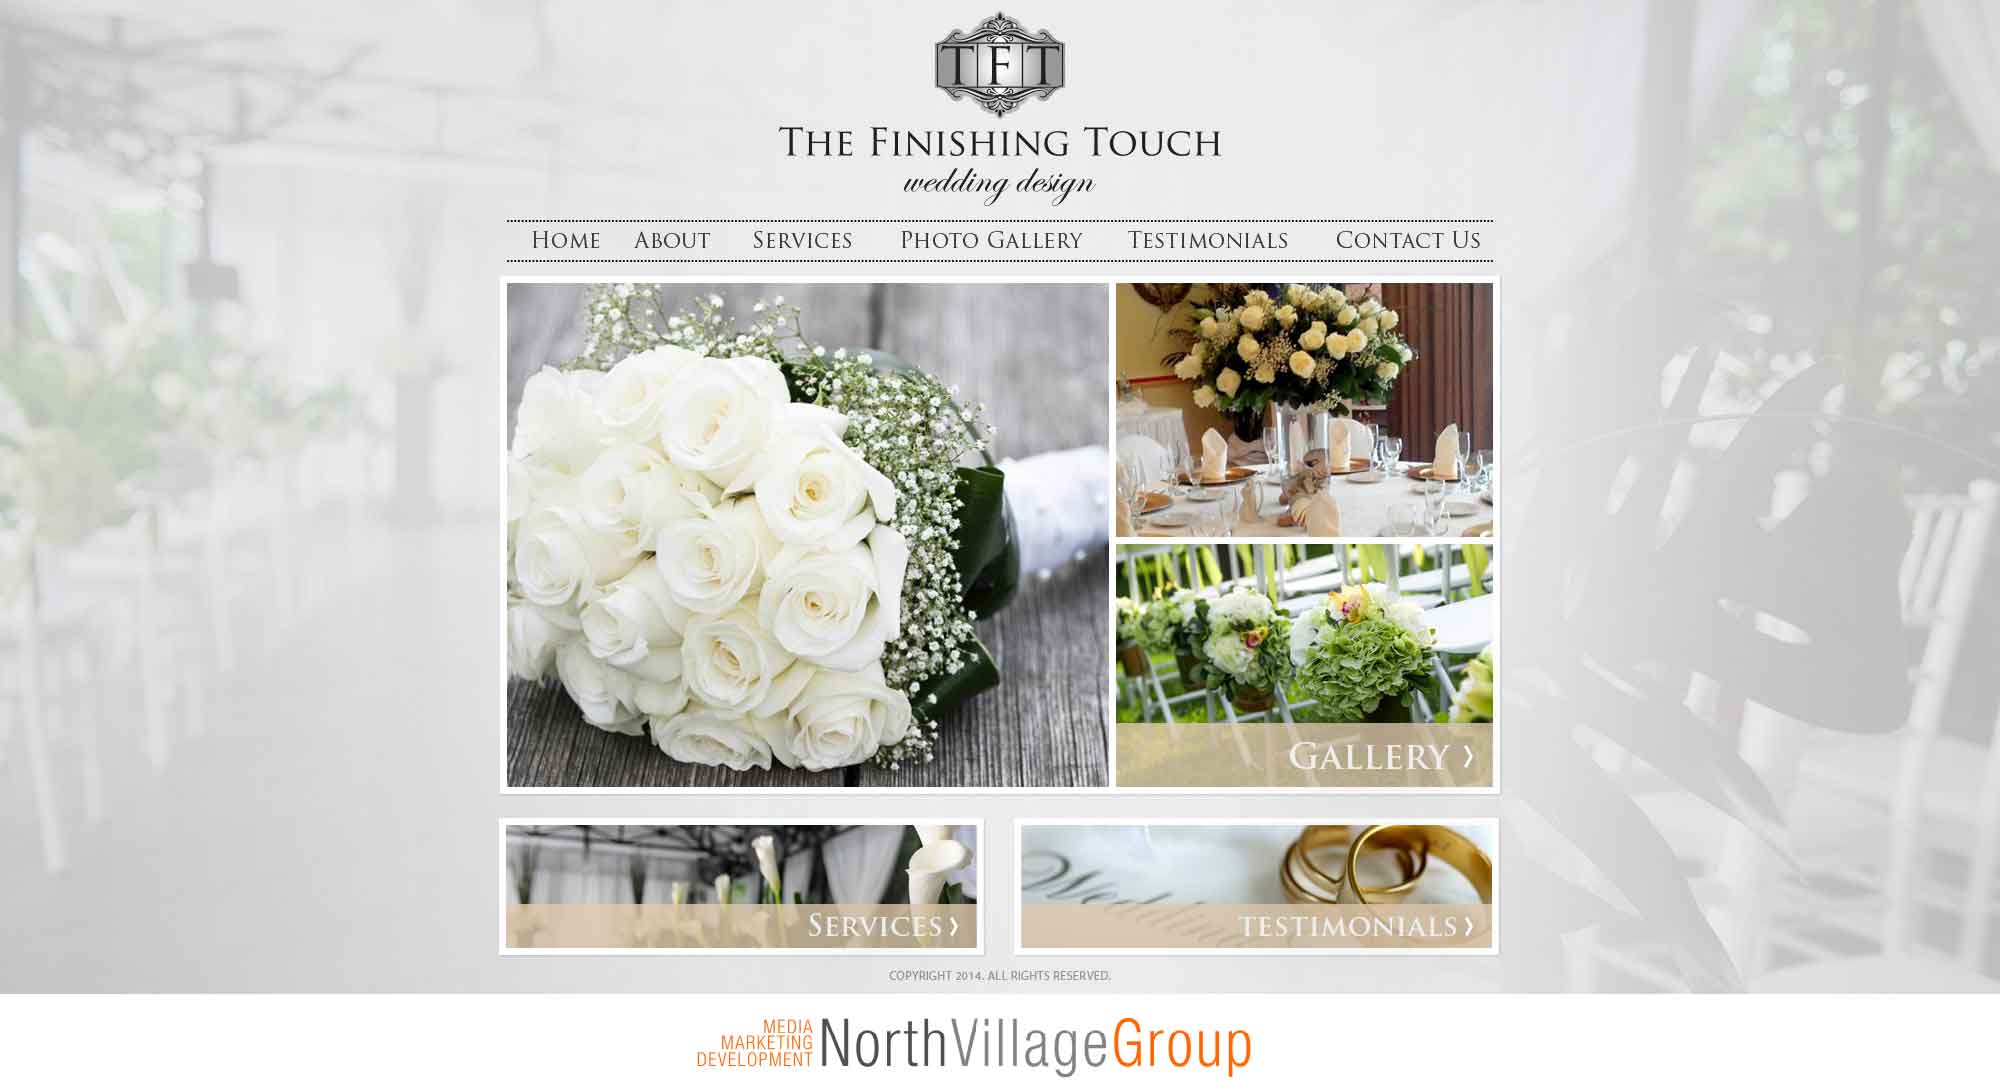 TFT
THE FINISHING TOUCH
wedding design
HOME ABOUT SERVICES PHOTO GALLERY TESTIMONIALS CONTACT US
GALLERY ›
SERVICES ›
Wedding
TESTIMONIALS ›
COPYRIGHT 2014. ALL RIGHTS RESERVED.
MEDIA
MARKETING
DEVELOPMENT
NorthVillageGroup